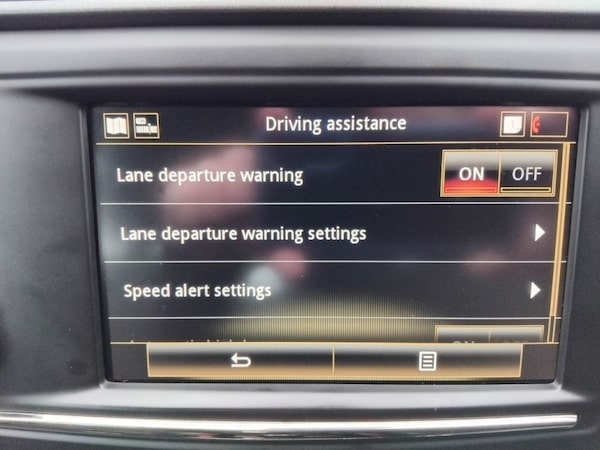 Driving assistance
Lane departure warning ON OFF
Lane departure warning settings
Speed alert settings